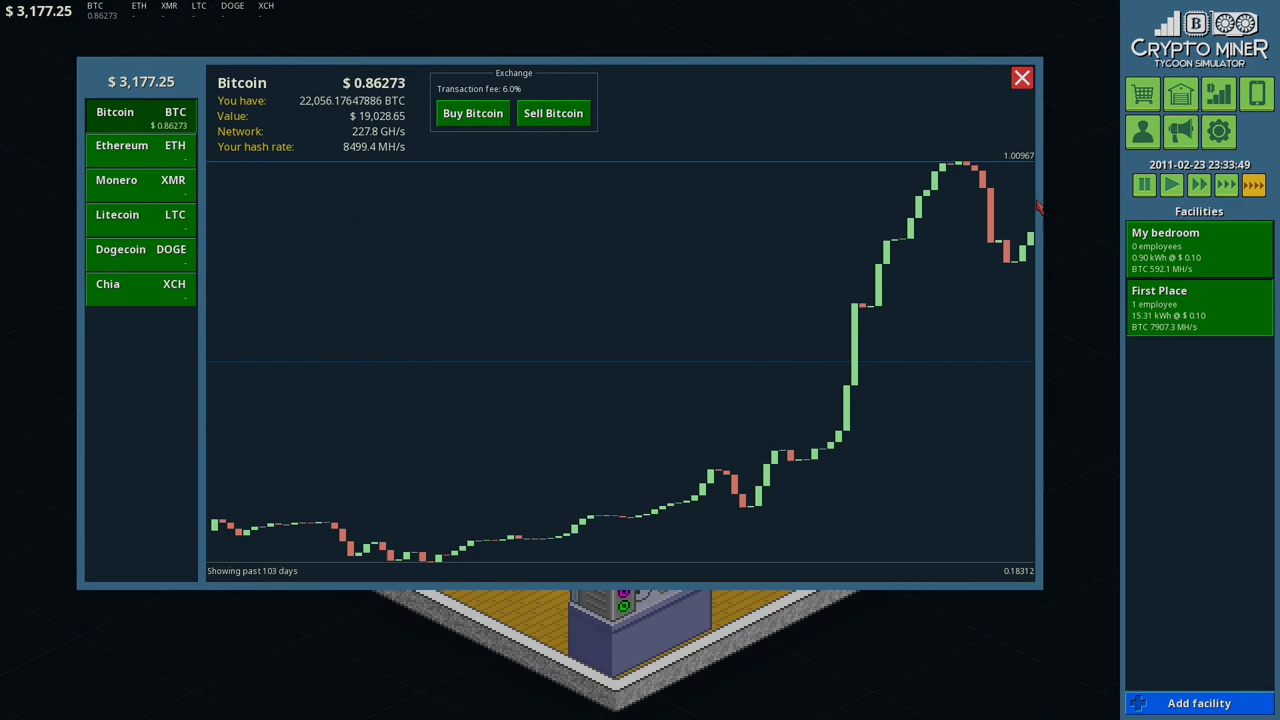 $ 3,177.25
BTC ETH XMR LTC DOGE XCH
0.86273 - - - - -
CRYPTO MINER
TYCOON SIMULATOR
$ 3,177.25
Bitcoin BTC
$ 0.86273
Ethereum ETH
-
Monero XMR
-
Litecoin LTC
-
Dogecoin DOGE
-
Chia XCH
-
Bitcoin $ 0.86273
You have: 22,056.17647886 BTC
Value: $ 19,028.65
Network: 227.8 GH/s
Your hash rate: 8499.4 MH/s
Exchange
Transaction fee: 6.0%
Buy Bitcoin Sell Bitcoin
1.00967
Showing past 103 days 0.18312
2011-02-23 23:33:49
Facilities
My bedroom
0 employees
0.90 kWh @ $ 0.10
BTC 592.1 MH/s
First Place
1 employee
15.31 kWh @ $ 0.10
BTC 7907.3 MH/s
Add facility